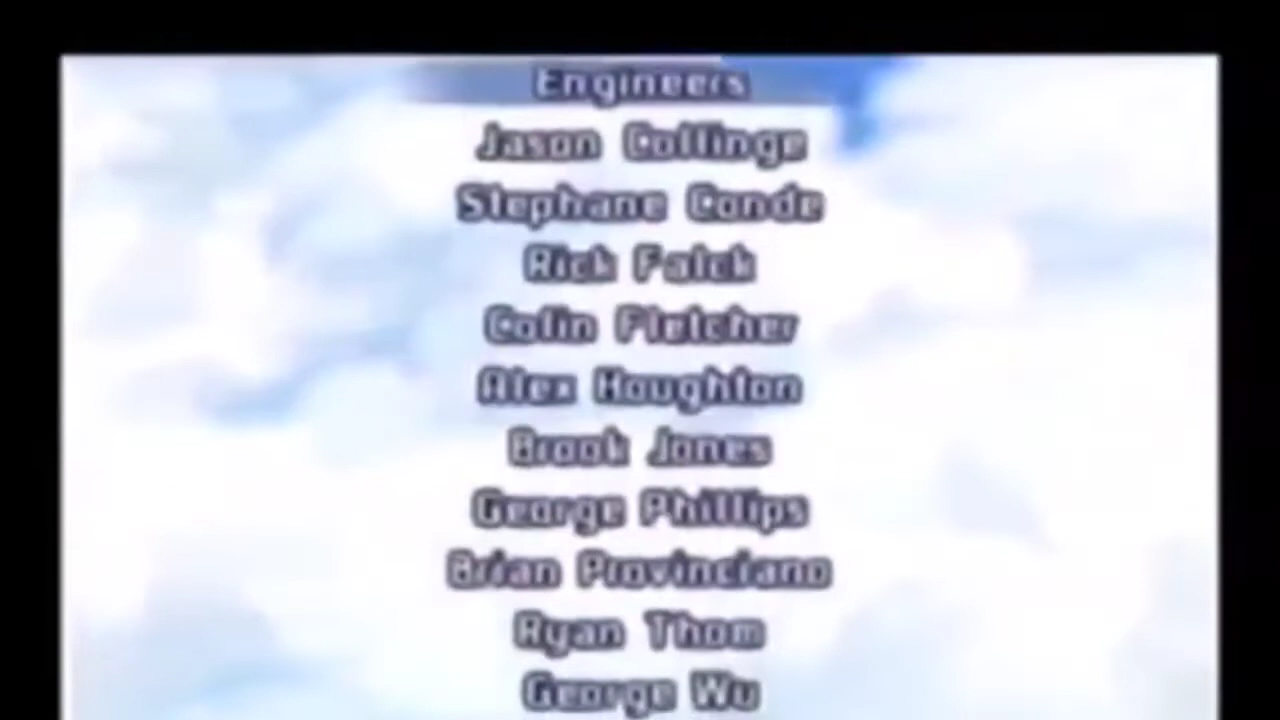 Engineers
Jason Collinge
Stephane Conde
Rick Falck
Colin Fletcher
Alex Houghton
Brook Jones
George Phillips
Brian Provinciano
Ryan Thom
George Wu